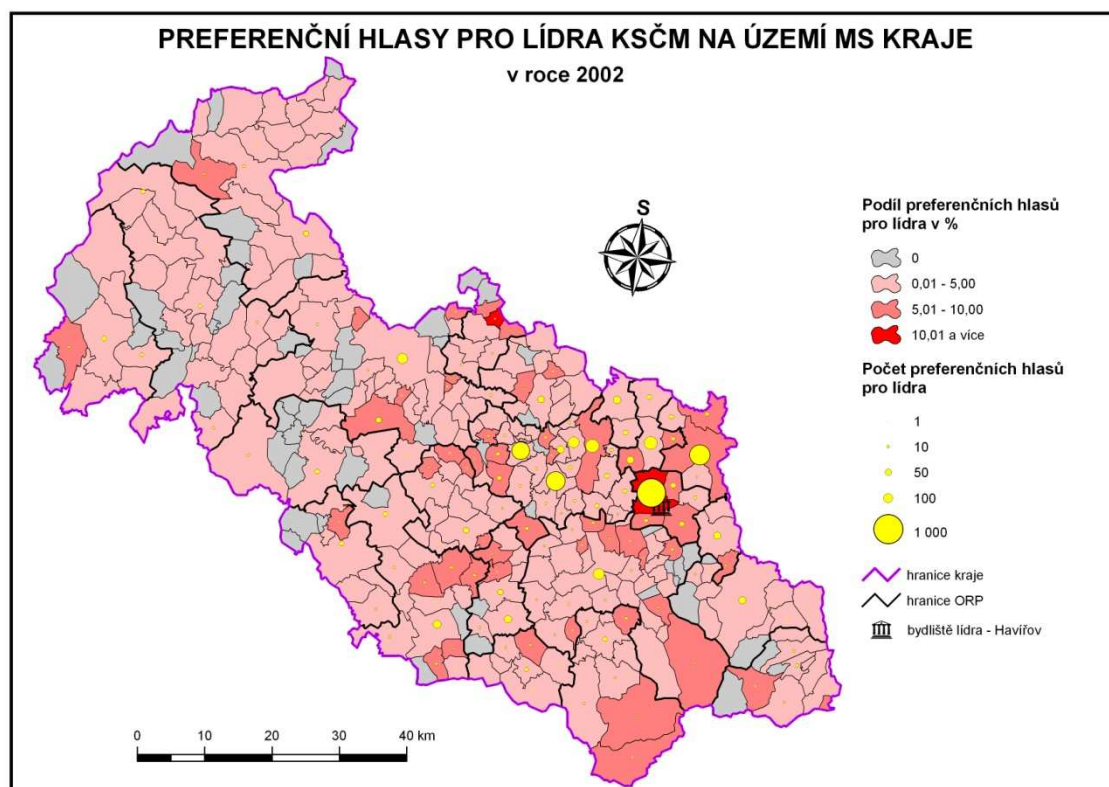 PREFERENČNÍ HLASY PRO LÍDRA KSČM NA ÚZEMÍ MS KRAJE
v roce 2002
S
Podíl preferenčních hlasů
pro lídra v %
0
0,01 - 5,00
5,01 - 10,00
10,01 a více
Počet preferenčních hlasů
pro lídra
1
10
50
100
1 000
hranice kraje
hranice ORP
bydliště lídra - Havířov
0 10 20 30 40 km